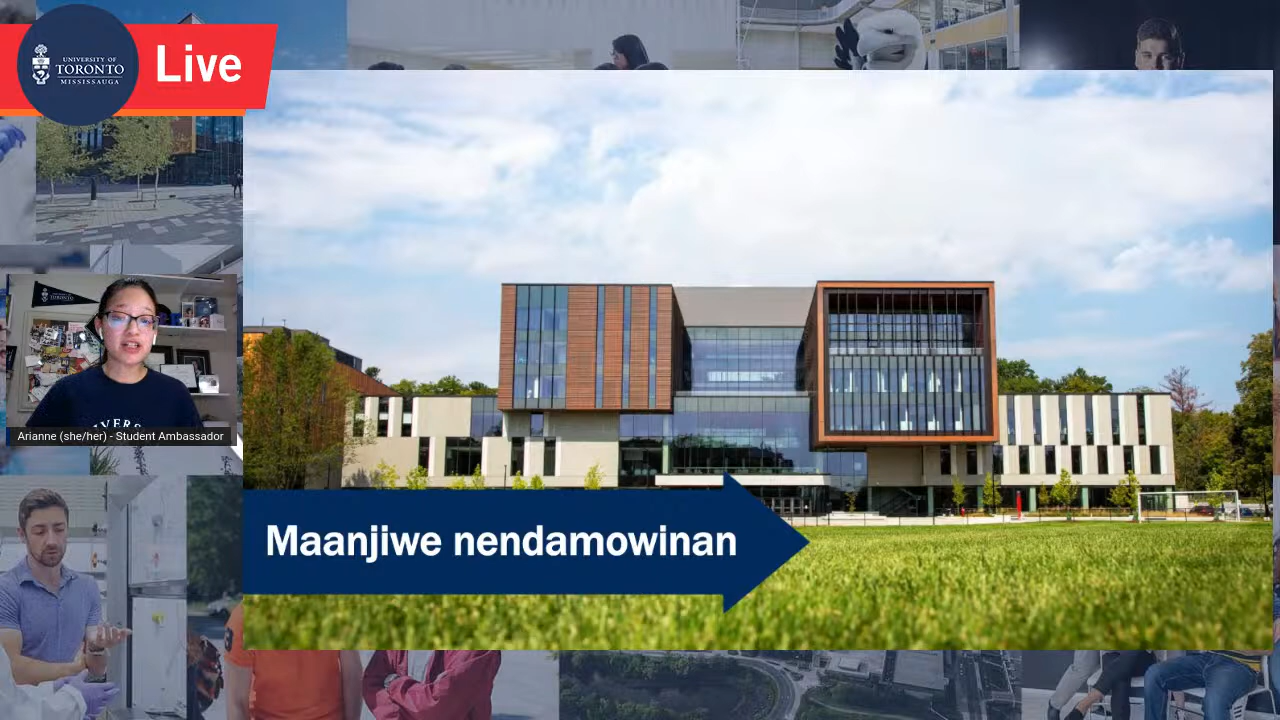 UNIVERSITY OF
TORONTO
MISSISSAUGA
Live
Arianne (she/her) - Student Ambassador
Maanjiwe nendamowinan